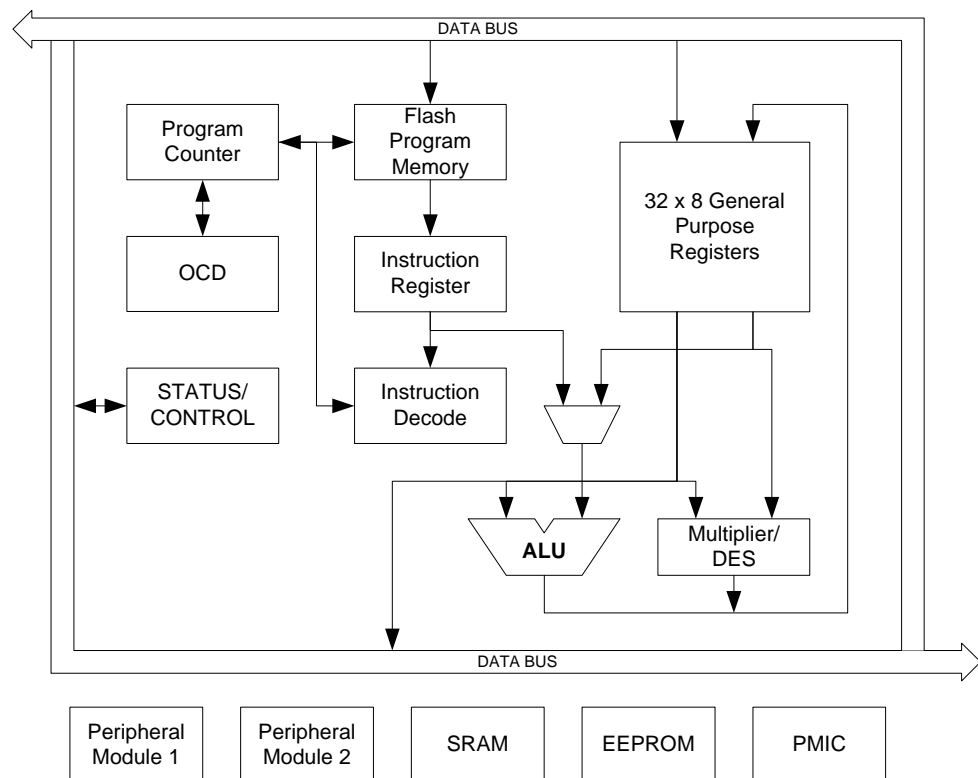 DATA BUS
Program
Counter
Flash
Program
Memory
32 x 8 General
Purpose
Registers
OCD
Instruction
Register
STATUS/
CONTROL
Instruction
Decode
ALU
Multiplier/
DES
DATA BUS
Peripheral
Module 1
Peripheral
Module 2
SRAM
EEPROM
PMIC